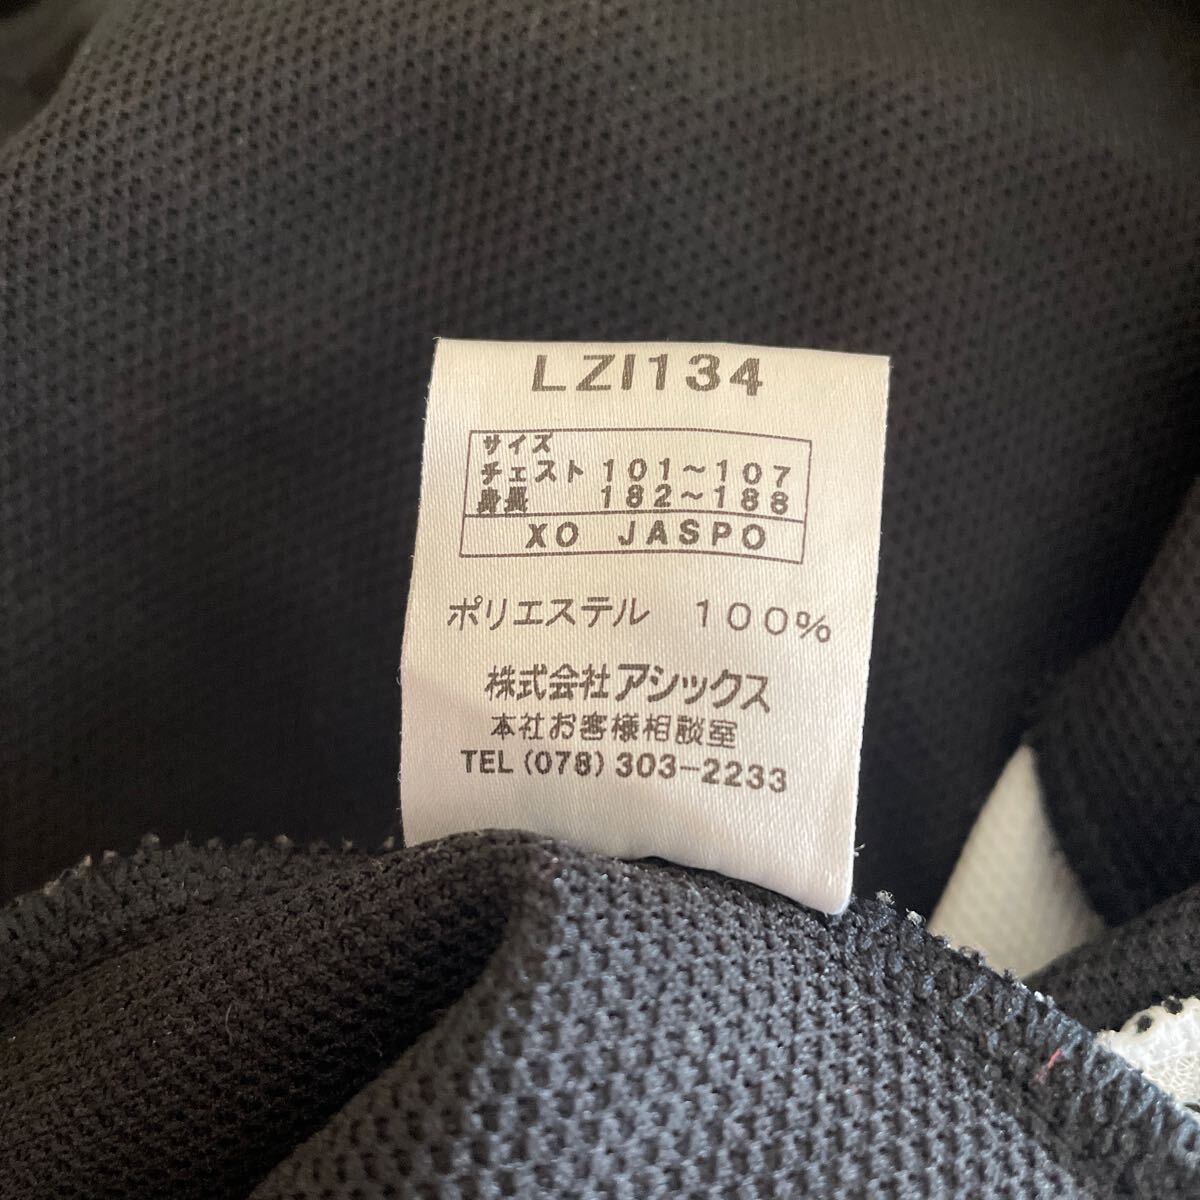 LZI134
サイズ
チェスト 101～107
身長 182～188
XO JASPO
ポリエステル 100%
株式会社アシックス
本社お客様相談室
TEL(078)303-2233